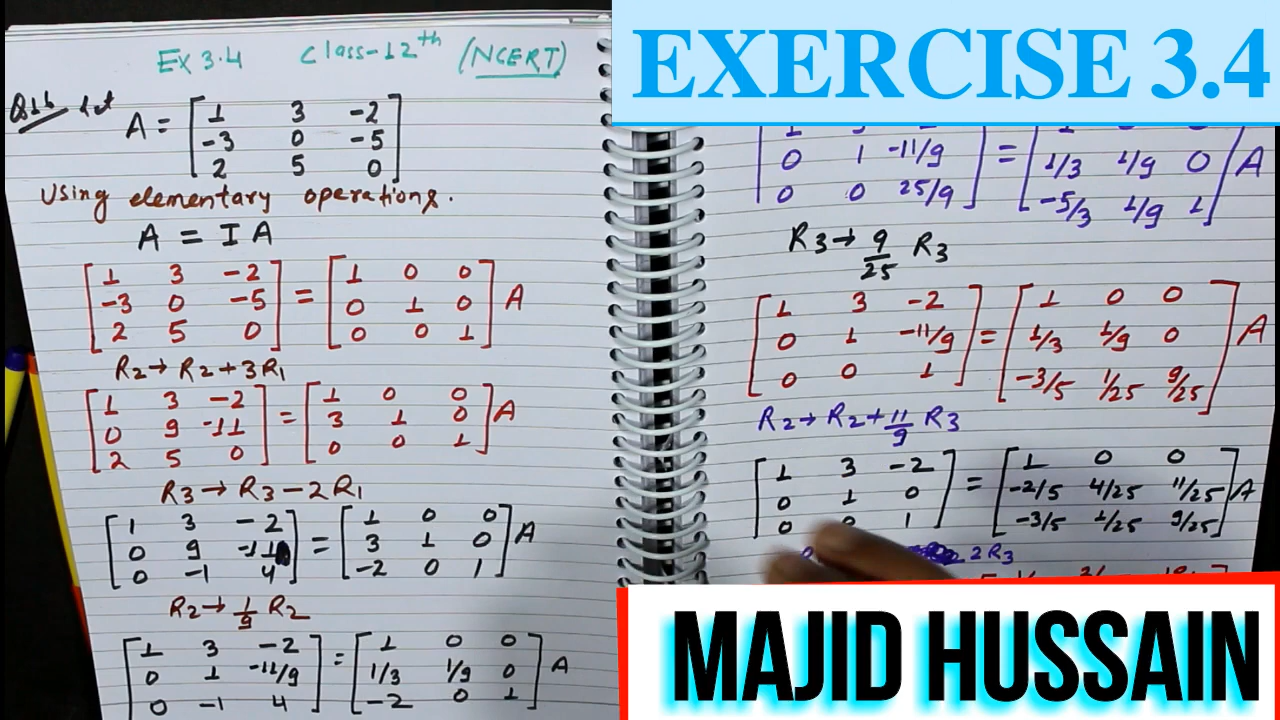 EX 3.4 Class-12th (NCERT)
Q16 Let
A = [ 1 3 -2
-3 0 -5
2 5 0 ]
Using elementary operations.
A = I A
[ 1 3 -2 ] = [ 1 0 0 ] A
[ -3 0 -5 ] [ 0 1 0 ]
[ 2 5 0 ] [ 0 0 1 ]
R2 → R2 + 3R1
[ 1 3 -2 ] = [ 1 0 0 ] A
[ 0 9 -11 ] [ 3 1 0 ]
[ 2 5 0 ] [ 0 0 1 ]
R3 → R3 - 2R1
[ 1 3 -2 ] = [ 1 0 0 ] A
[ 0 9 -11 ] [ 3 1 0 ]
[ 0 -1 4 ] [ -2 0 1 ]
R2 → 1/9 R2
[ 1 3 -2 ] = [ 1 0 0 ] A
[ 0 1 -11/9 ] [ 1/3 1/9 0 ]
[ 0 -1 4 ] [ -2 0 1 ]
EXERCISE 3.4
[ 0 1 -11/9 ] = [ 1/3 1/9 0 ] A
[ 0 0 25/9 ] [ -5/3 1/9 1 ]
R3 → 9/25 R3
[ 1 3 -2 ] = [ 1 0 0 ] A
[ 0 1 -11/9 ] [ 1/3 1/9 0 ]
[ 0 0 1 ] [ -3/5 1/25 9/25 ]
R2 → R2 + 11/9 R3
[ 1 3 -2 ] = [ 1 0 0 ] A
[ 0 1 0 ] [ -2/5 4/25 11/25 ]
[ 0 0 1 ] [ -3/5 1/25 9/25 ]
2R3
MAJID HUSSAIN